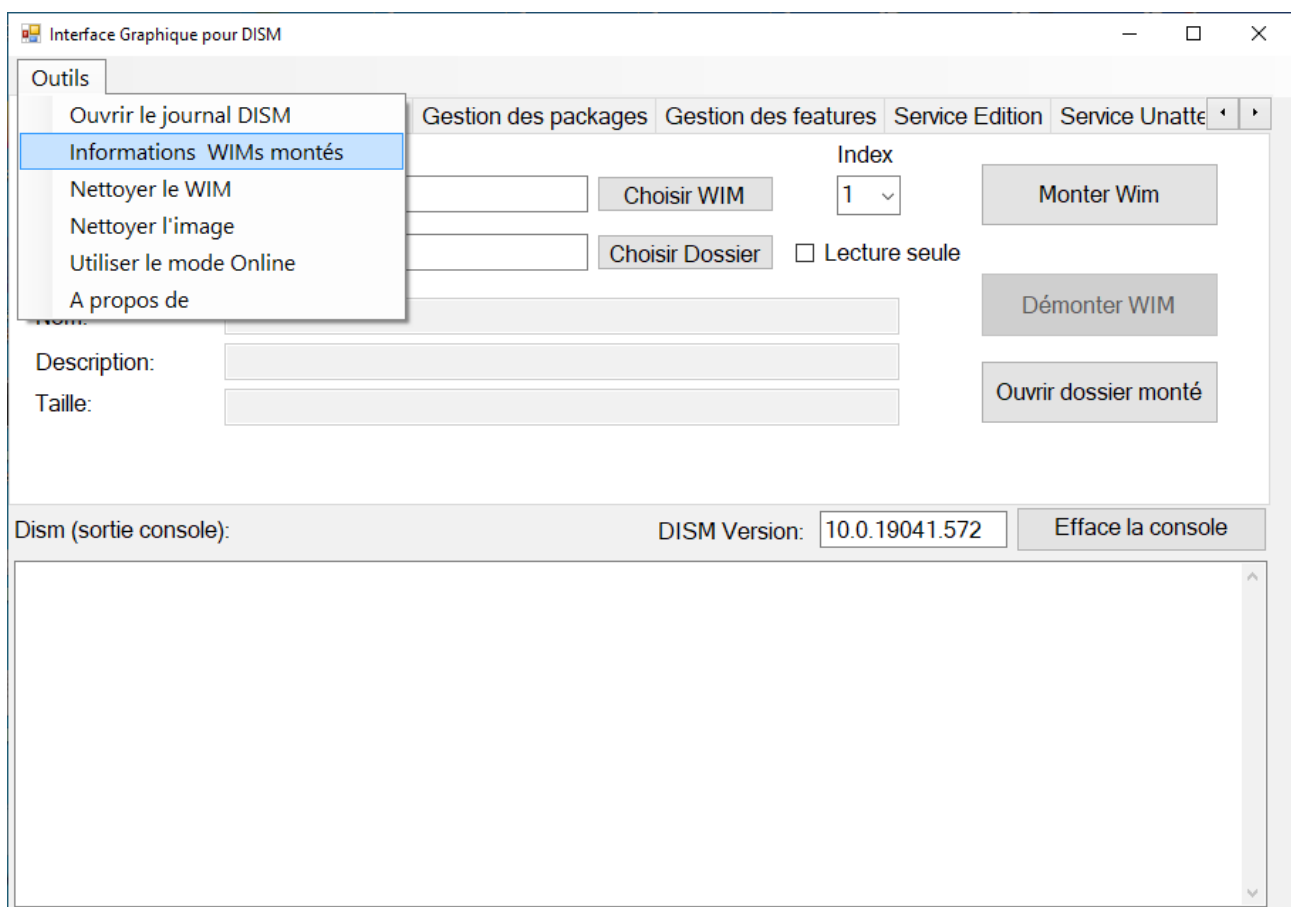 Interface Graphique pour DISM
Outils
Ouvrir le journal DISM
Informations  WIMs montés
Nettoyer le WIM
Nettoyer l'image
Utiliser le mode Online
A propos de
Gestion des packages Gestion des features Service Edition Service Unatte
Index
Choisir WIM 1 Monter Wim
Choisir Dossier Lecture seule
Démonter WIM
Description:
Ouvrir dossier monté
Taille:
Dism (sortie console): DISM Version: 10.0.19041.572 Efface la console